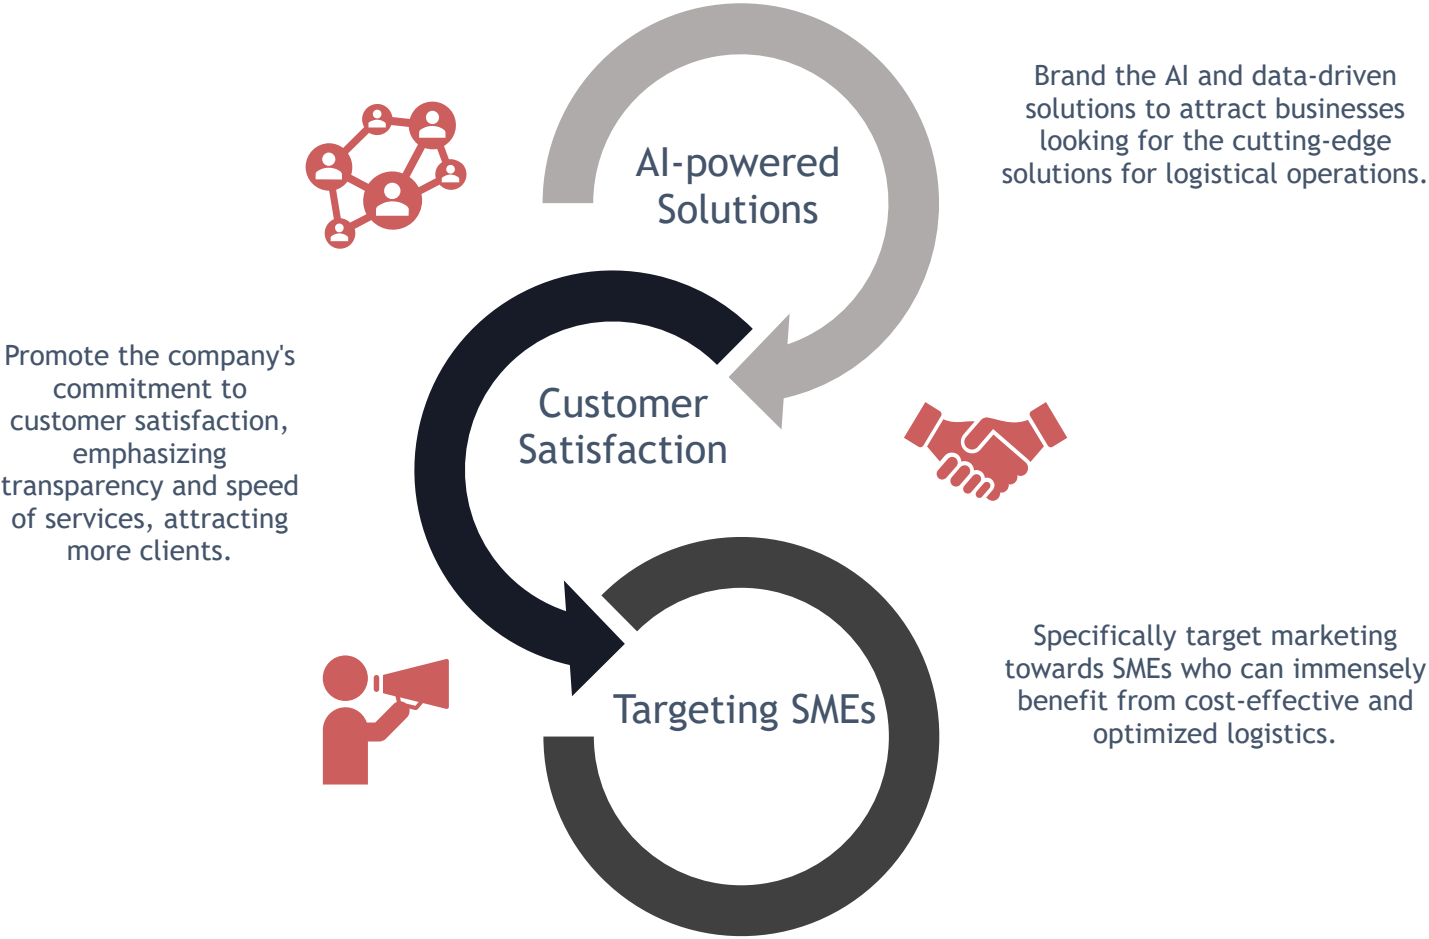 AI-powered
Solutions
Brand the AI and data-driven
solutions to attract businesses
looking for the cutting-edge
solutions for logistical operations.
Customer
Satisfaction
Promote the company's
commitment to
customer satisfaction,
emphasizing
transparency and speed
of services, attracting
more clients.
Targeting SMEs
Specifically target marketing
towards SMEs who can immensely
benefit from cost-effective and
optimized logistics.